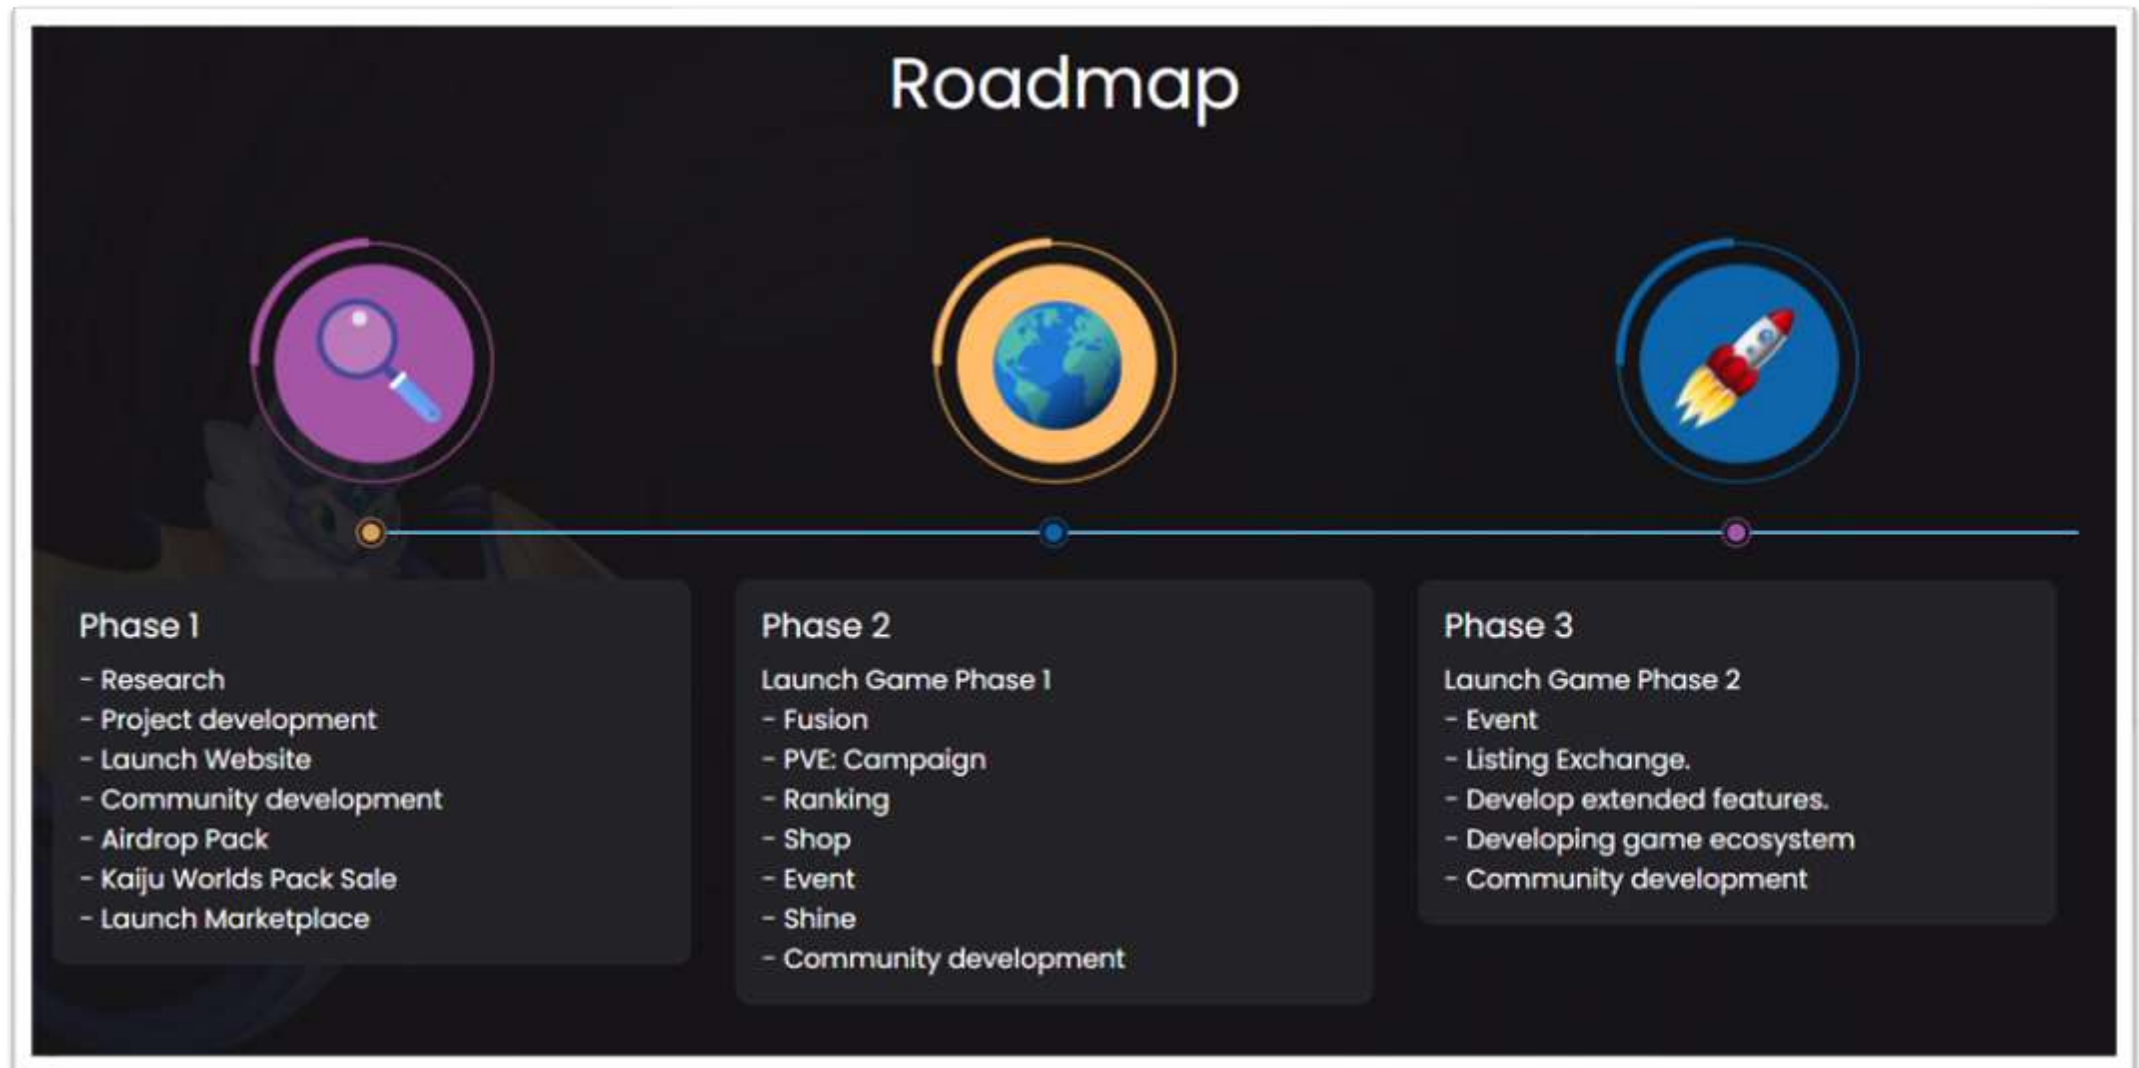 Roadmap
Phase 1
- Research
- Project development
- Launch Website
- Community development
- Airdrop Pack
- Kaiju Worlds Pack Sale
- Launch Marketplace
Phase 2
Launch Game Phase 1
- Fusion
- PVE: Campaign
- Ranking
- Shop
- Event
- Shine
- Community development
Phase 3
Launch Game Phase 2
- Event
- Listing Exchange.
- Develop extended features.
- Developing game ecosystem
- Community development